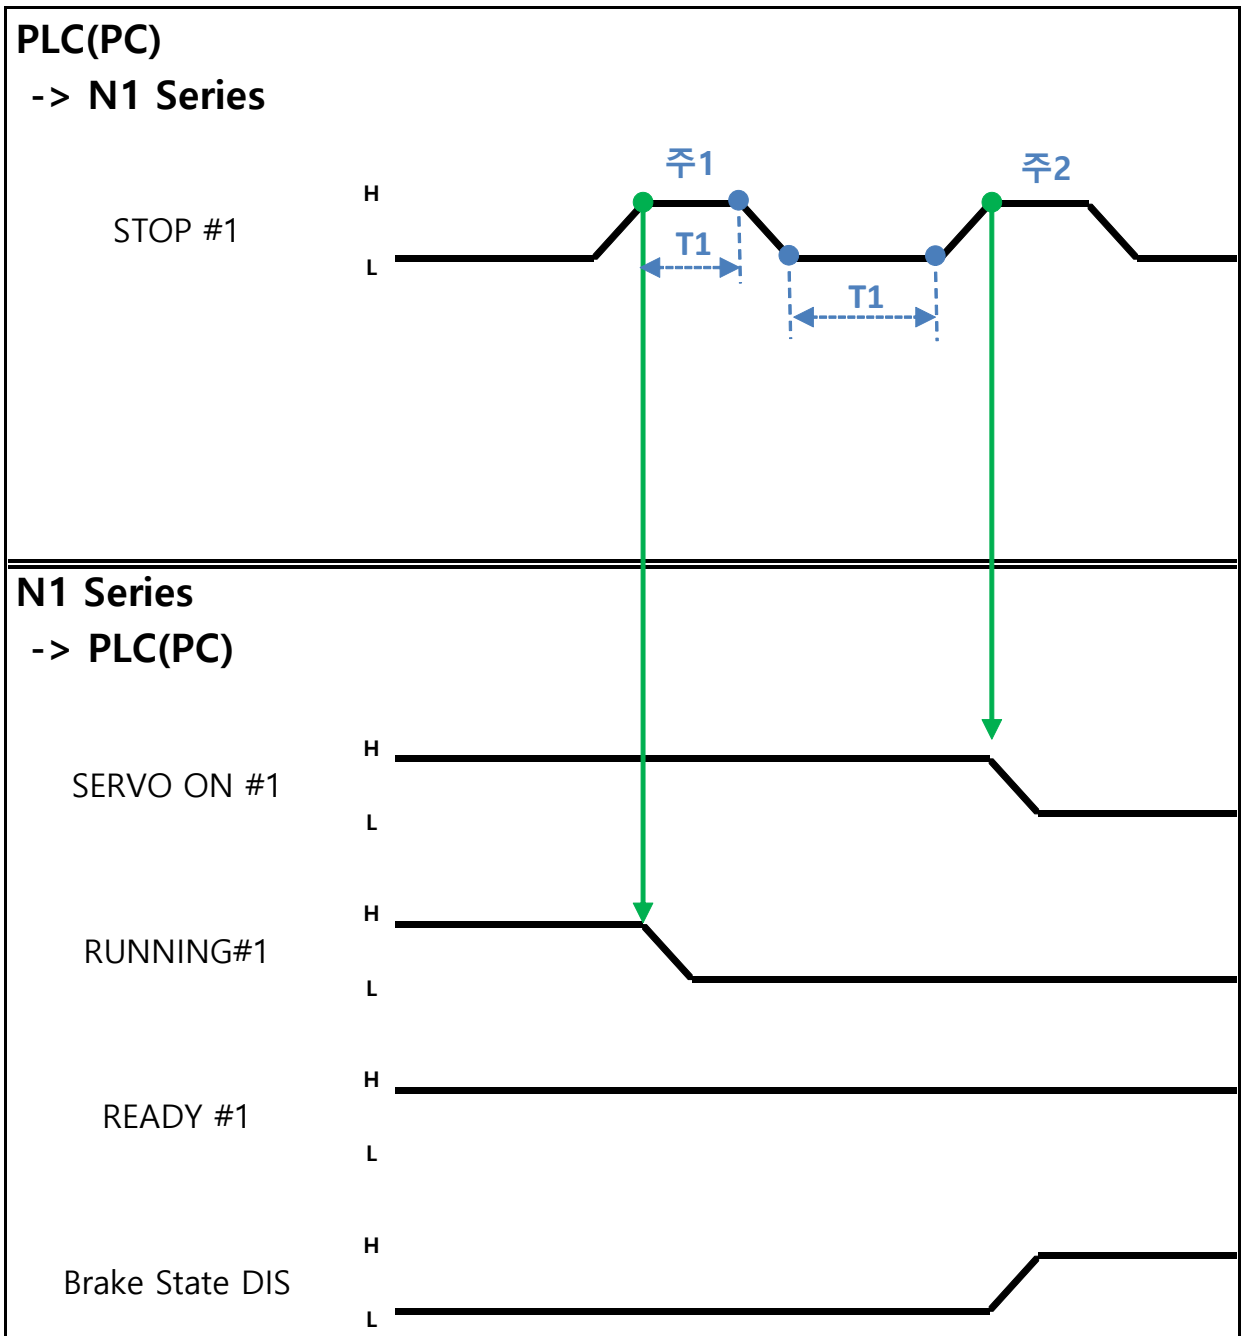 PLC(PC)
-> N1 Series
주1
주2
H
STOP #1
T1
L
T1
N1 Series
-> PLC(PC)
H
SERVO ON #1
L
H
RUNNING#1
L
H
READY #1
L
H
Brake State DIS
L